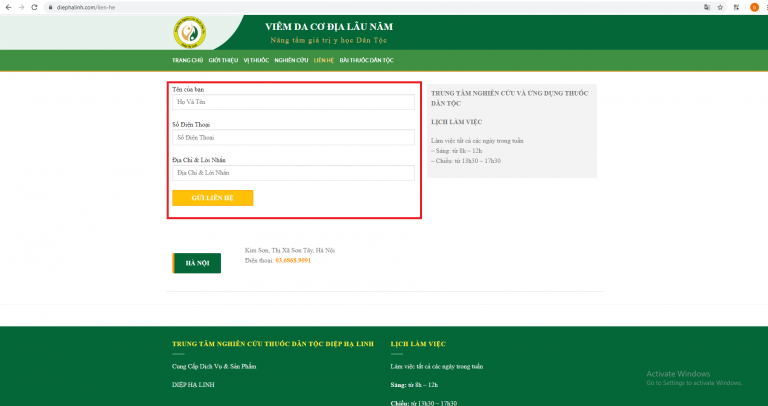 diephalinh.com/lien-he
VIÊM DA CƠ ĐỊA LÂU NĂM
Nâng tầm giá trị y học Dân Tộc
TRANG CHỦ GIỚI THIỆU VỊ THUỐC NGHIÊN CỨU LIÊN HỆ BÀI THUỐC DÂN TỘC
Tên của bạn
Họ Và Tên
Số Điện Thoại
Số Điện Thoại
Địa Chỉ & Lời Nhắn
Địa Chỉ & Lời Nhắn
GỬI LIÊN HỆ
TRUNG TÂM NGHIÊN CỨU VÀ ỨNG DỤNG THUỐC
DÂN TỘC
LỊCH LÀM VIỆC
Làm việc tất cả các ngày trong tuần
– Sáng: từ 8h – 12h
– Chiều: từ 13h30 – 17h30
HÀ NỘI
Kim Sơn, Thị Xã Sơn Tây, Hà Nội
Điện thoại: 03.6868.9891
TRUNG TÂM NGHIÊN CỨU THUỐC DÂN TỘC DIỆP HẠ LINH
Cung Cấp Dịch Vụ & Sản Phẩm
DIỆP HẠ LINH
LỊCH LÀM VIỆC
Làm việc tất cả các ngày trong tuần
Sáng: từ 8h – 12h
Chiều: từ 13h30 – 17h30
Activate Windows
Go to Settings to activate Windows.